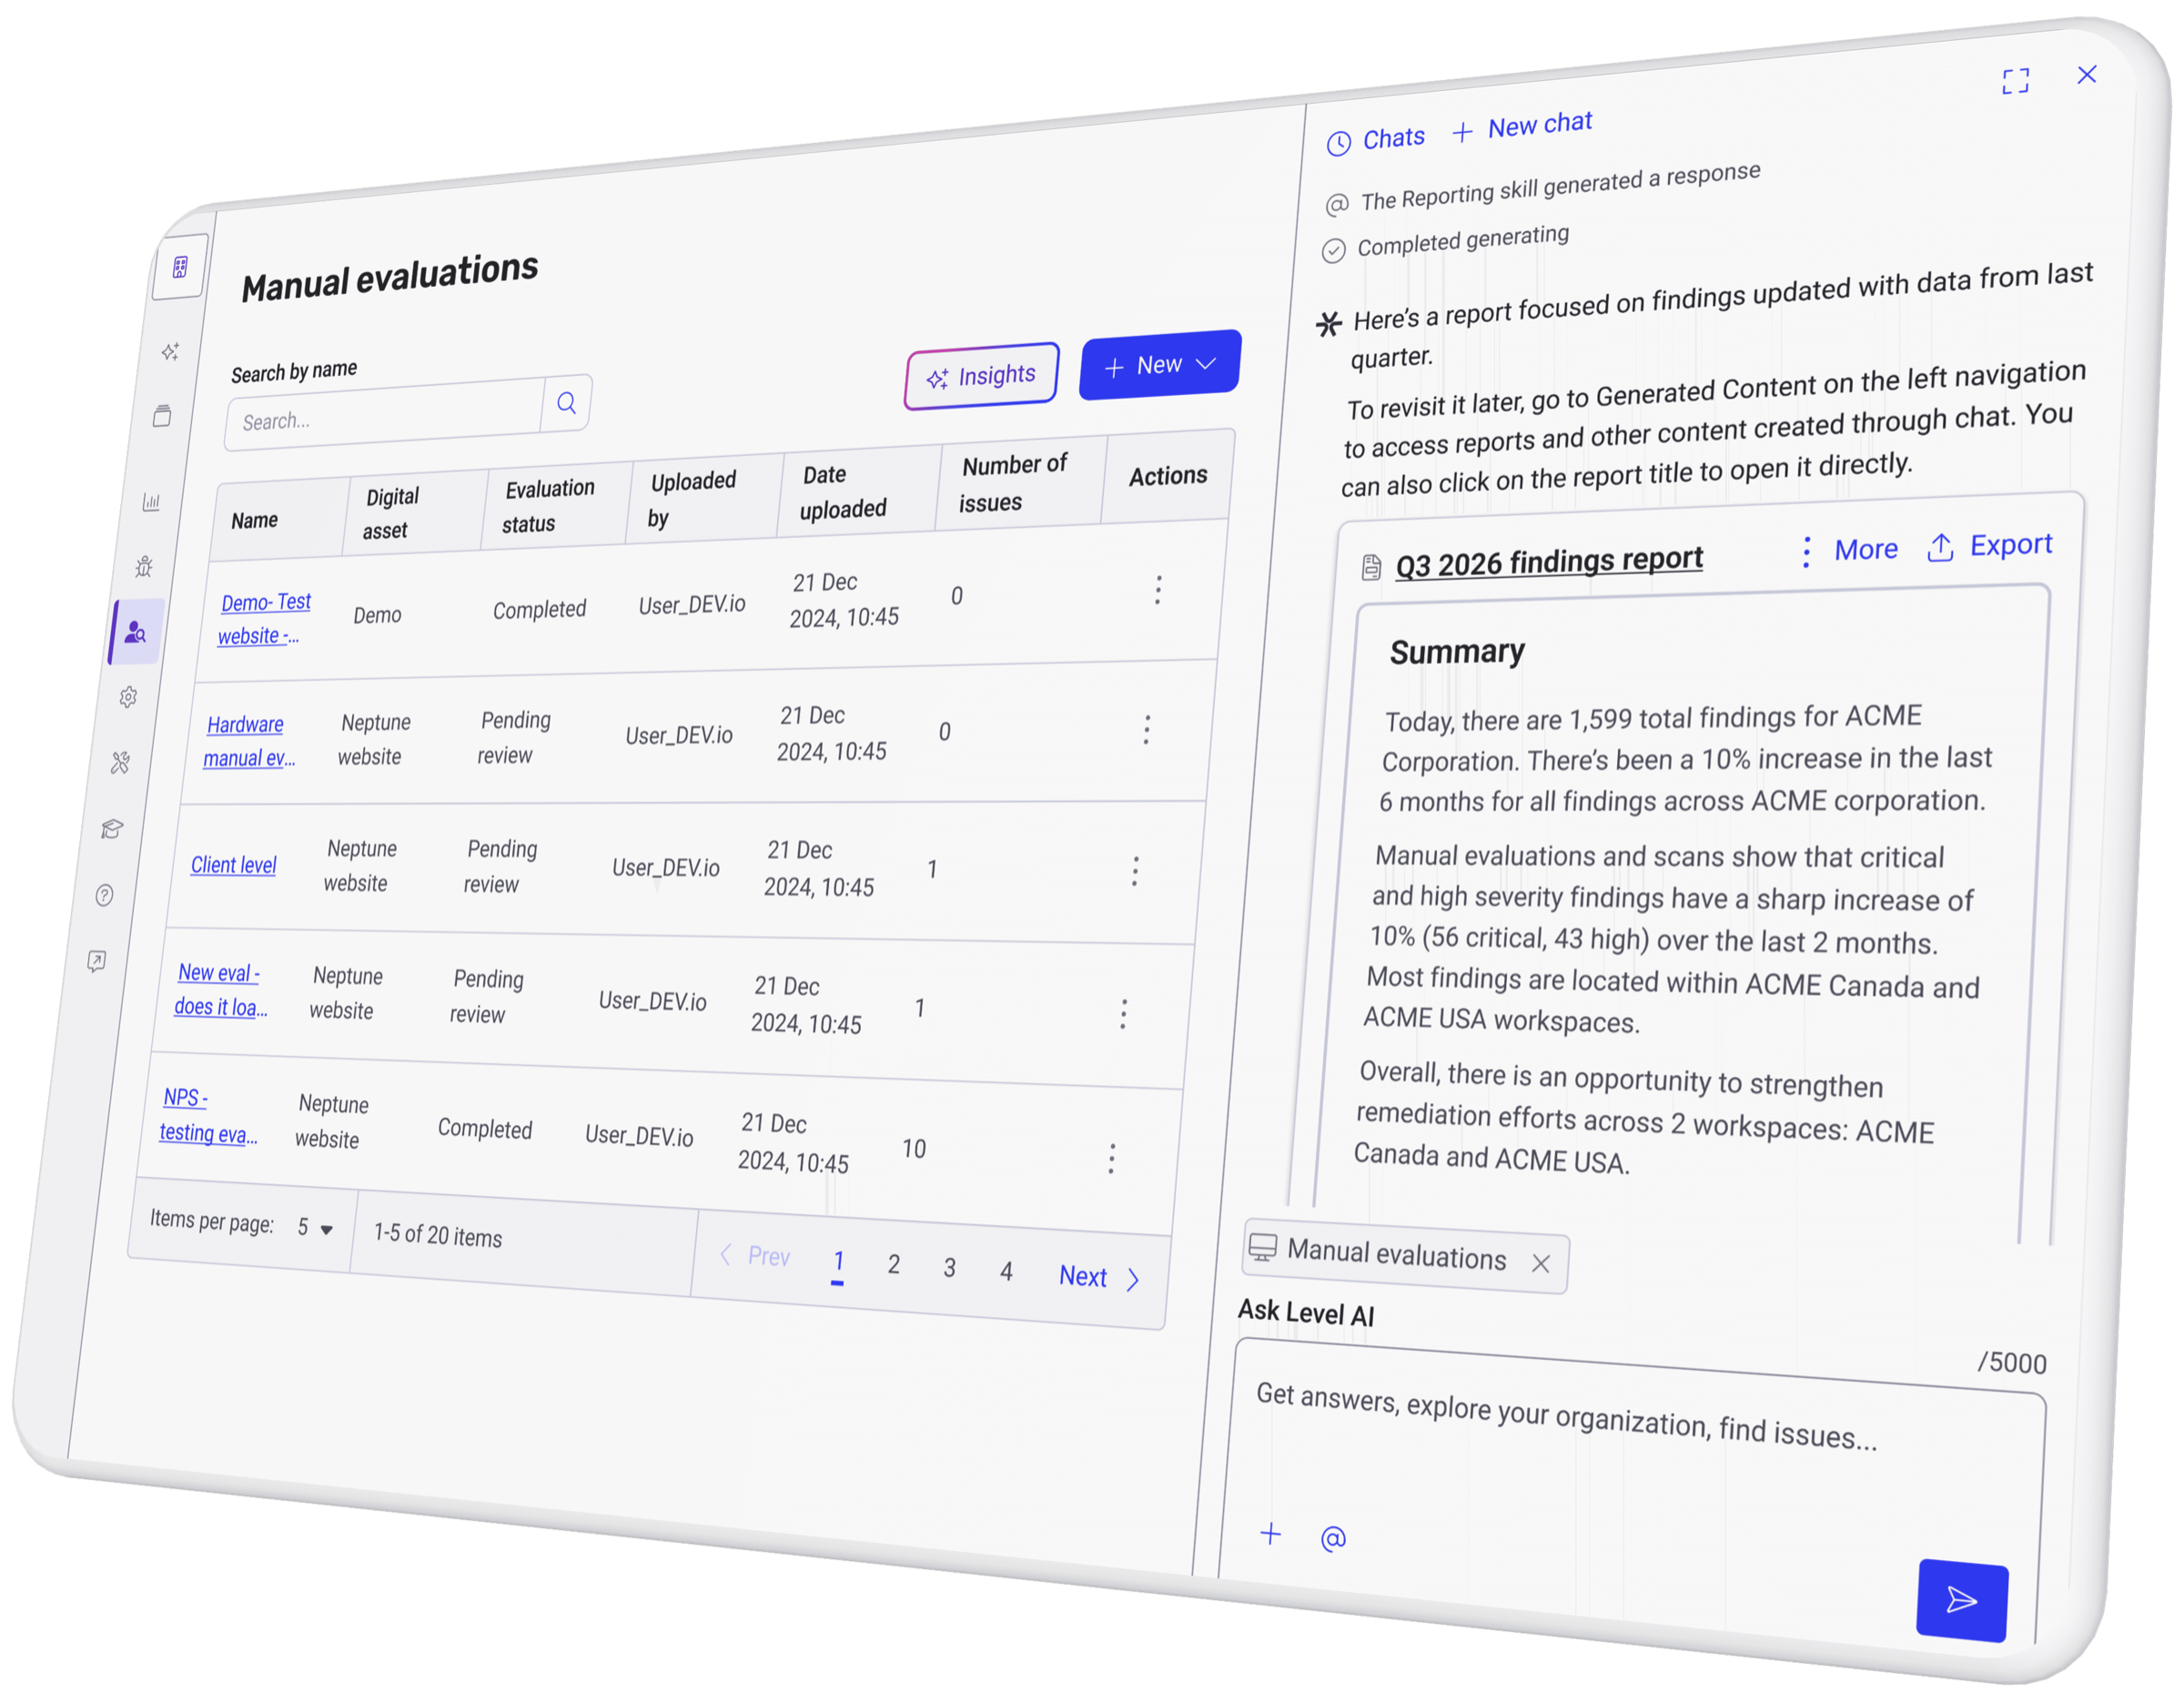 Manual evaluations
Search by name
Search...
Insights
New
Name
Digital
asset
Evaluation
status
Uploaded
by
Date
uploaded
Number of
issues
Actions
Demo- Test
website -...
Demo
Completed
User_DEV.io
21 Dec
2024, 10:45
0
Hardware
manual ev...
Neptune
website
Pending
review
User_DEV.io
21 Dec
2024, 10:45
0
Client level
Neptune
website
Pending
review
User_DEV.io
21 Dec
2024, 10:45
1
New eval -
does it loa...
Neptune
website
Pending
review
User_DEV.io
21 Dec
2024, 10:45
1
NPS -
testing eva...
Neptune
website
Completed
User_DEV.io
21 Dec
2024, 10:45
10
Items per page: 5
1-5 of 20 items
Prev 1 2 3 4 Next
Chats
New chat
The Reporting skill generated a response
Completed generating
Here’s a report focused on findings updated with data from last
quarter.
To revisit it later, go to Generated Content on the left navigation
to access reports and other content created through chat. You
can also click on the report title to open it directly.
Q3 2026 findings report
More
Export
Summary
Today, there are 1,599 total findings for ACME
Corporation. There’s been a 10% increase in the last
6 months for all findings across ACME corporation.
Manual evaluations and scans show that critical
and high severity findings have a sharp increase of
10% (56 critical, 43 high) over the last 2 months.
Most findings are located within ACME Canada and
ACME USA workspaces.
Overall, there is an opportunity to strengthen
remediation efforts across 2 workspaces: ACME
Canada and ACME USA.
Manual evaluations
Ask Level AI
/5000
Get answers, explore your organization, find issues...